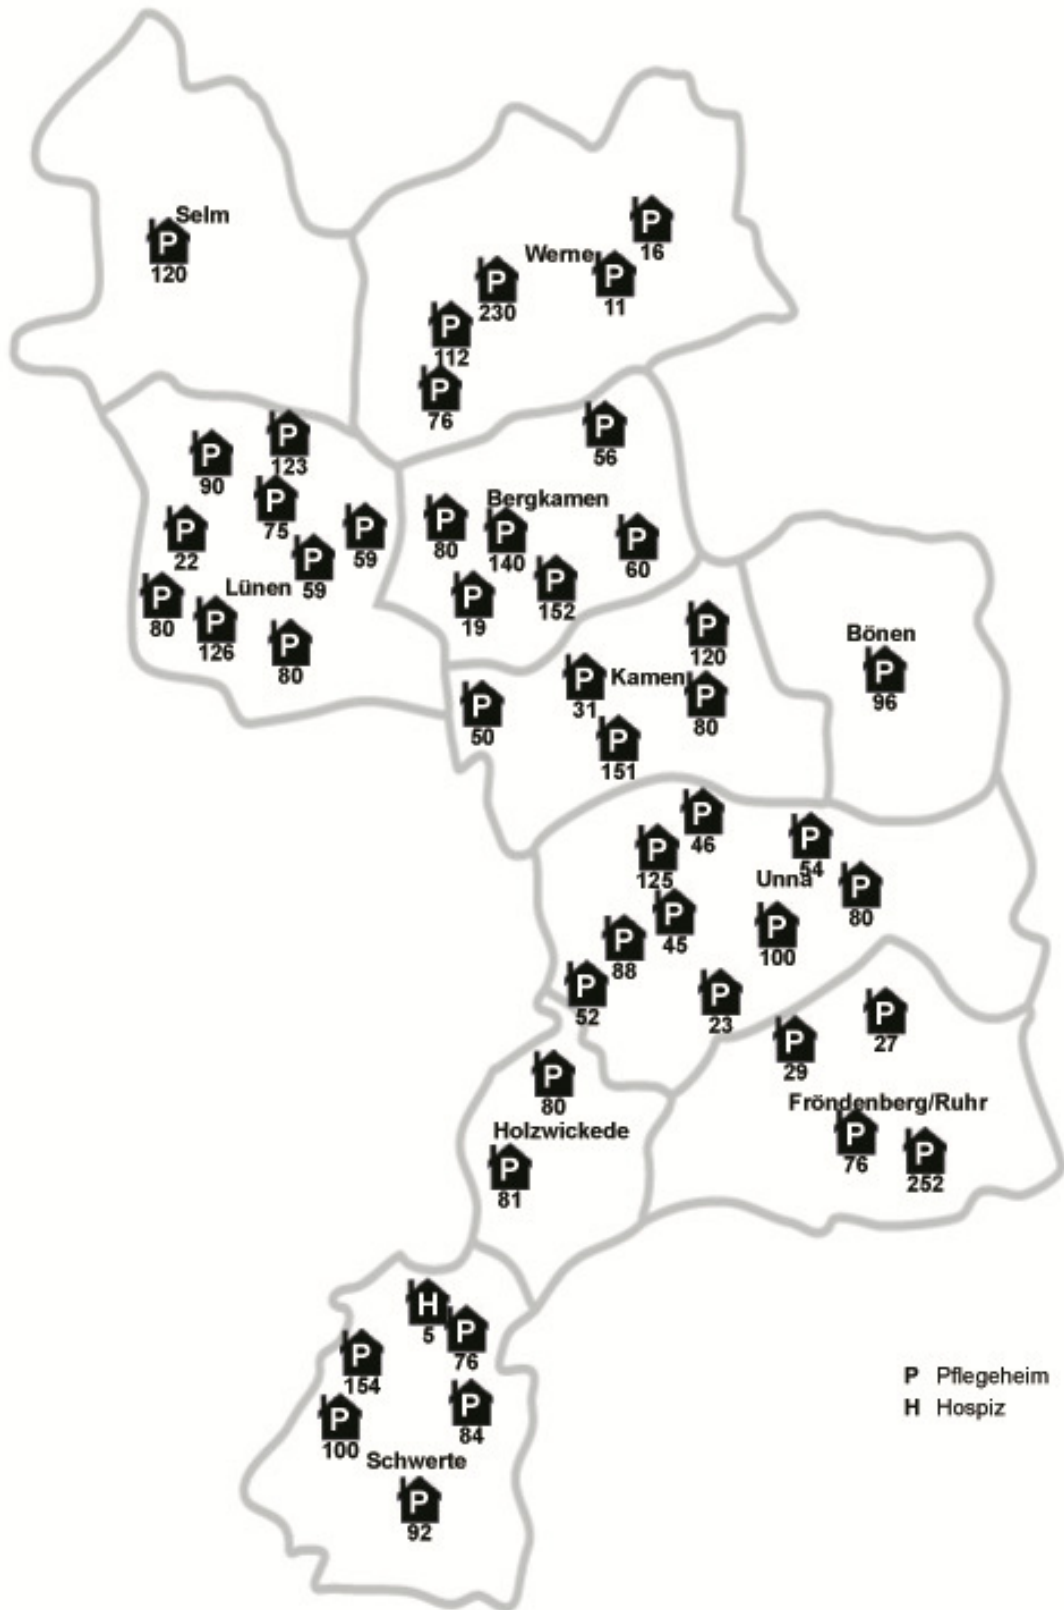 Selm
P
120
Werne
P
16
P
11
P
230
P
112
P
76
P
123
P
90
P
75
P
59
P
22
P
59
Lünen
P
80
P
126
P
80
P
56
Bergkamen
P
80
P
140
P
60
P
152
P
19
P
120
P
31
Kamen
P
80
P
50
P
151
Bönen
P
96
P
46
P
54
P
125
Unna
P
80
P
45
P
100
P
88
P
52
P
23
P
27
P
29
Fröndenberg/Ruhr
P
76
P
252
P
80
Holzwickede
P
81
H
5
P
76
P
154
P
84
P
100
Schwerte
P
92
P Pflegeheim
H Hospiz